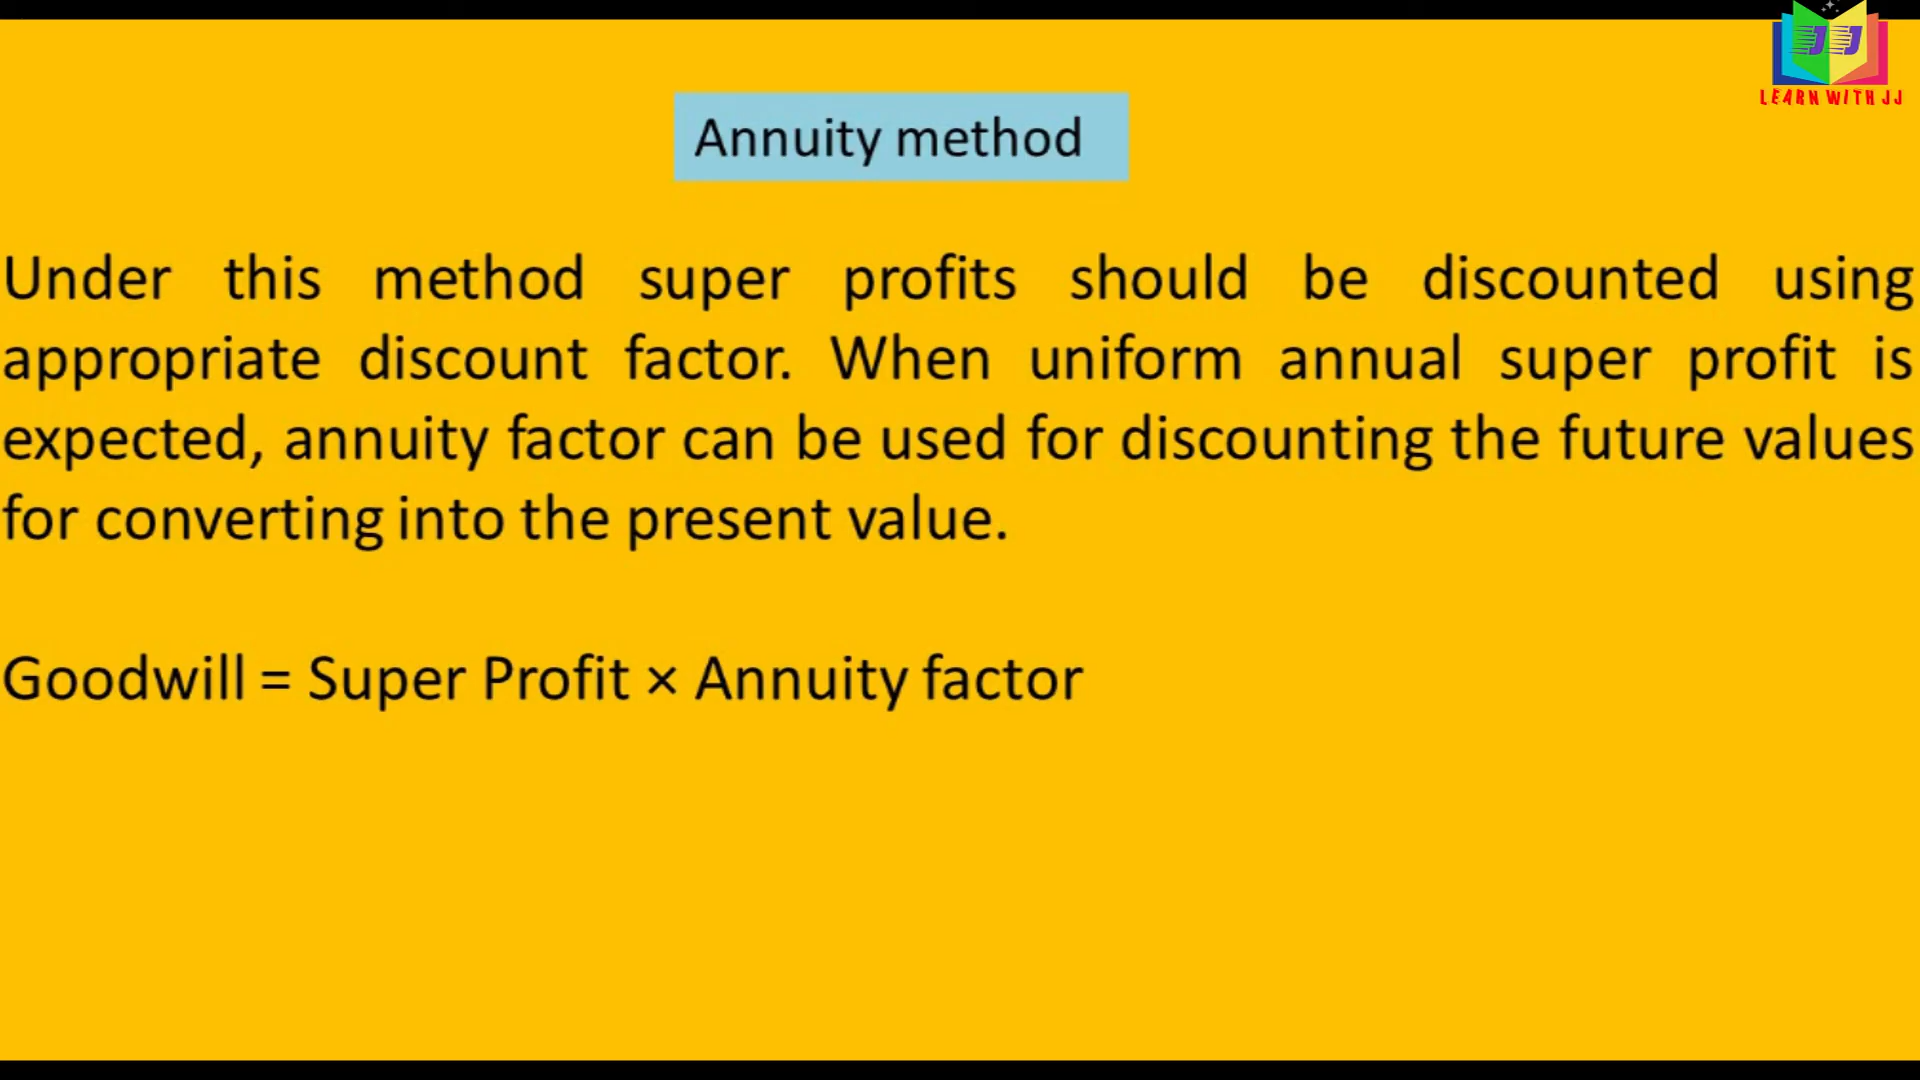 LEARN WITH JJ
Annuity method
Under this method super profits should be discounted using
appropriate discount factor. When uniform annual super profit is
expected, annuity factor can be used for discounting the future values
for converting into the present value.
Goodwill = Super Profit × Annuity factor